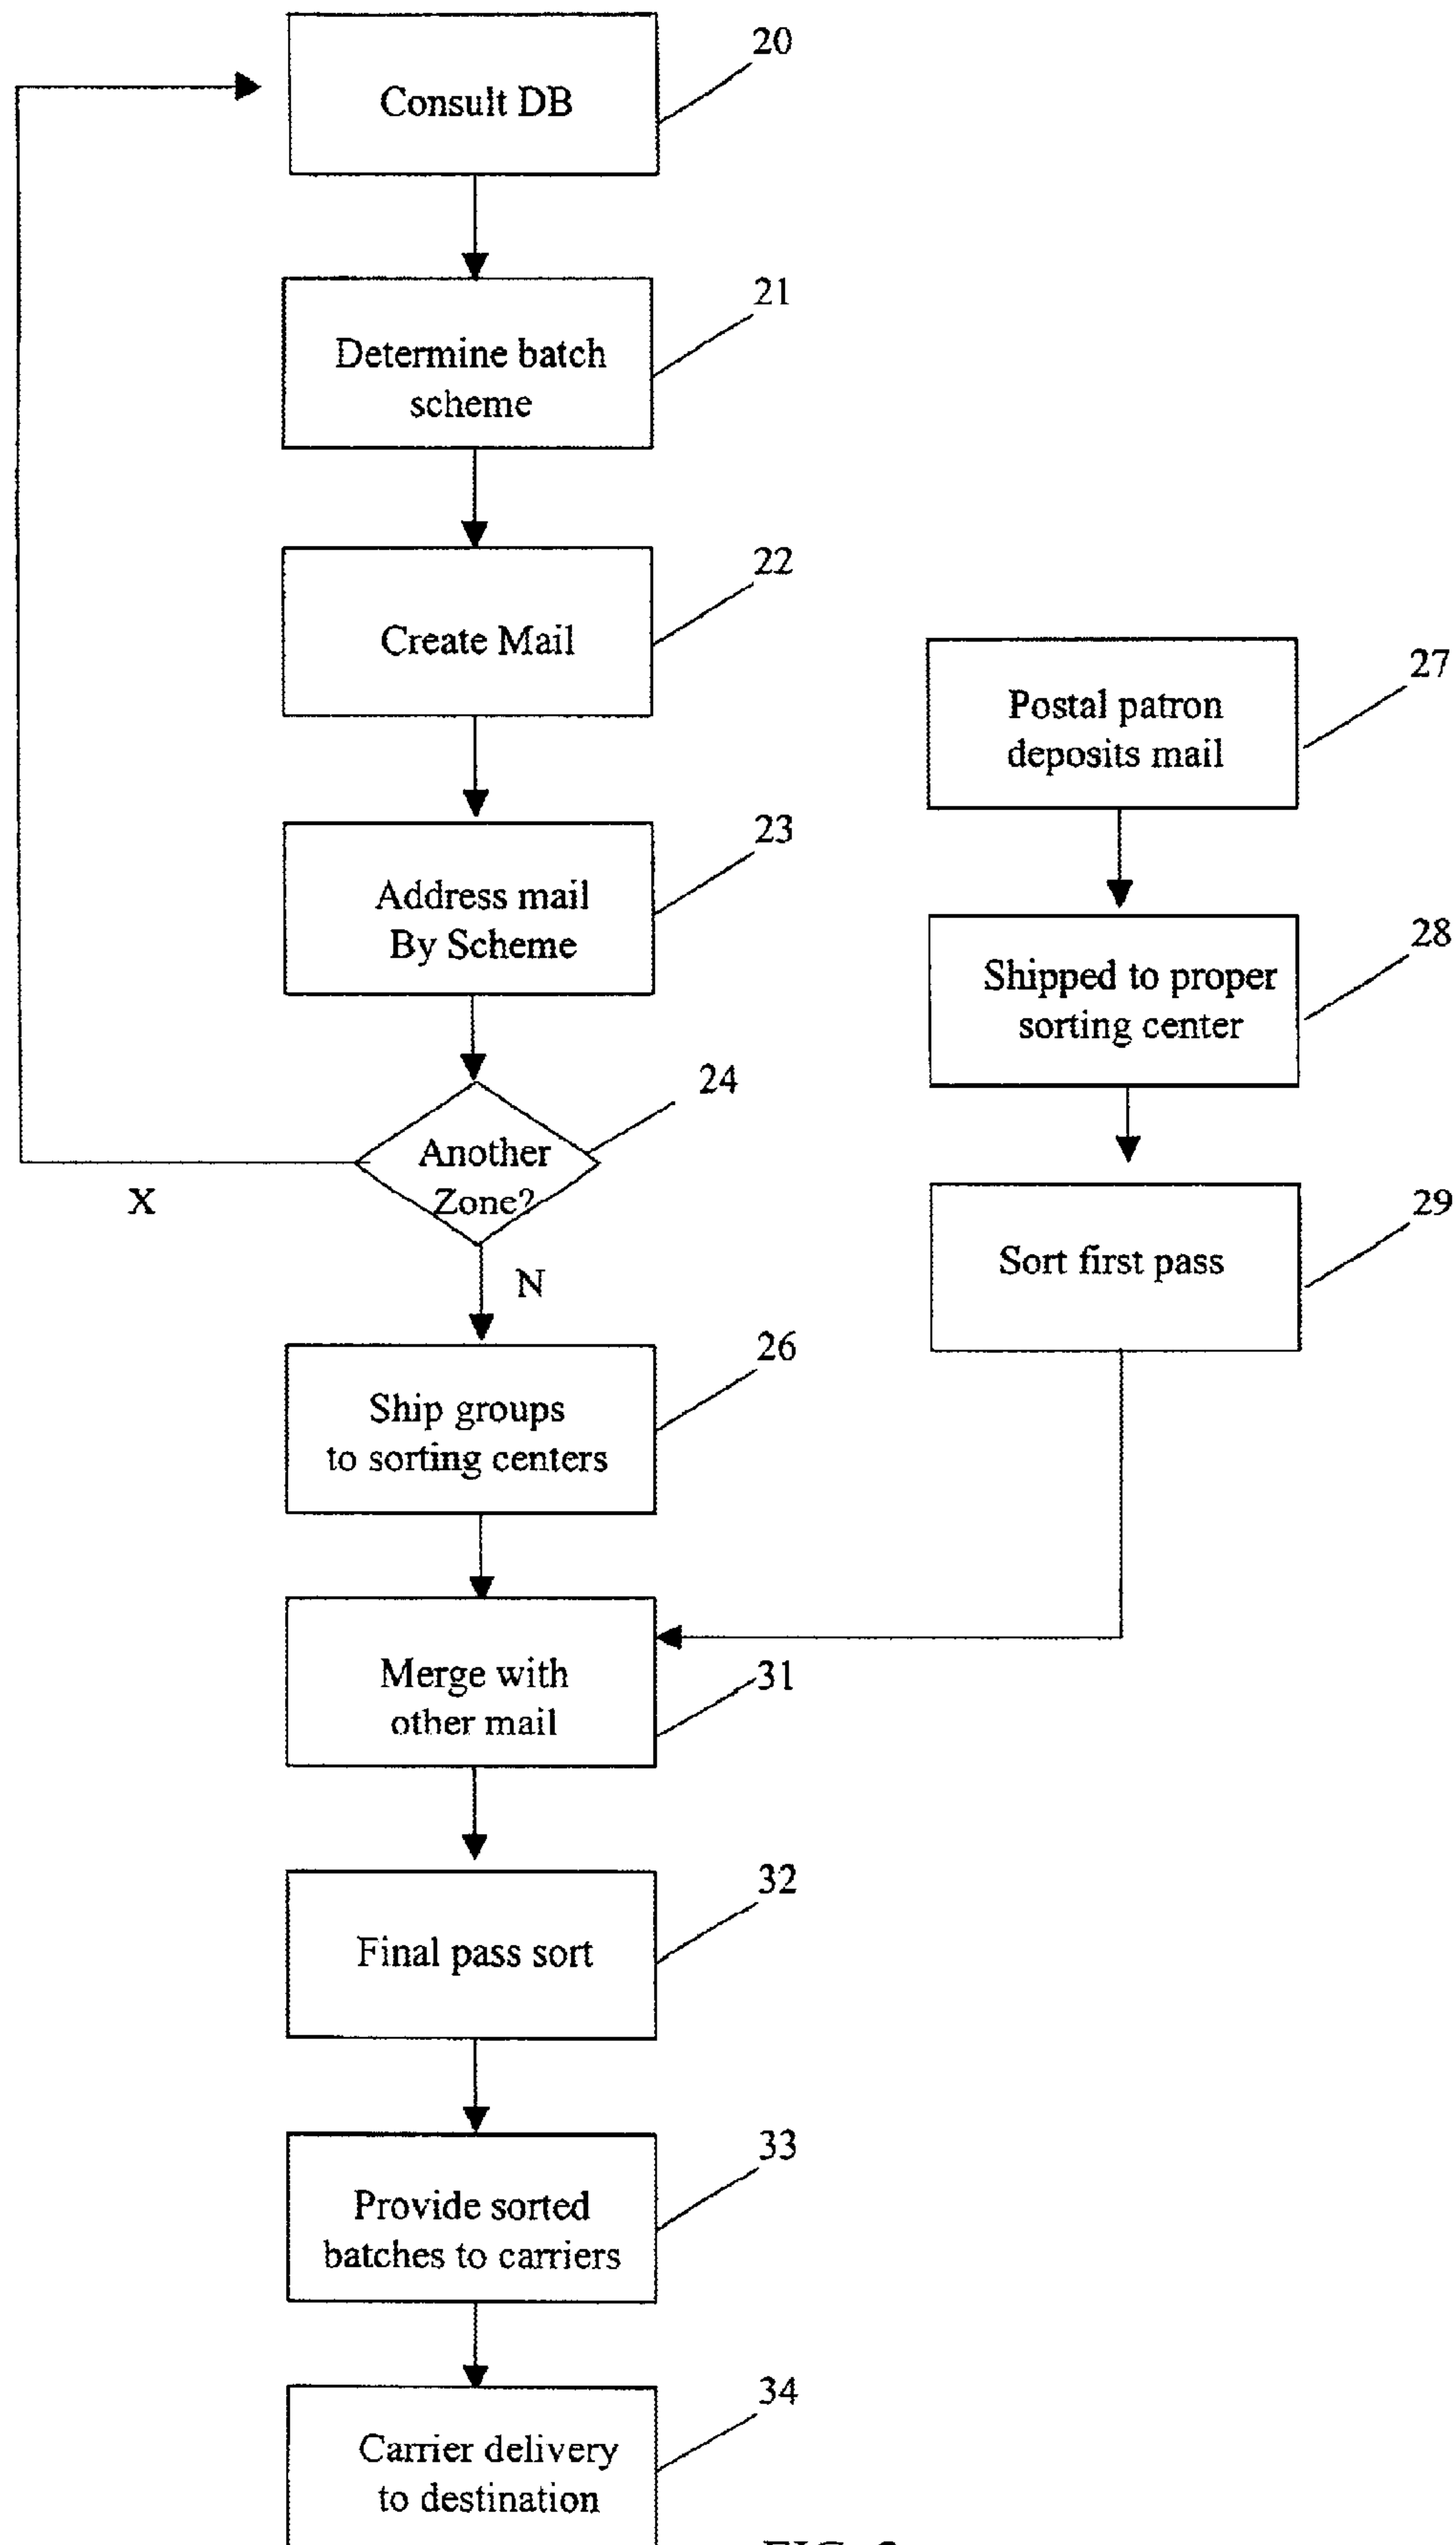 20
Consult DB
21
Determine batch
scheme
22
Create Mail
23
Address mail
By Scheme
24
Another
Zone?
X
N
26
Ship groups
to sorting centers
27
Postal patron
deposits mail
28
Shipped to proper
sorting center
29
Sort first pass
31
Merge with
other mail
32
Final pass sort
33
Provide sorted
batches to carriers
34
Carrier delivery
to destination